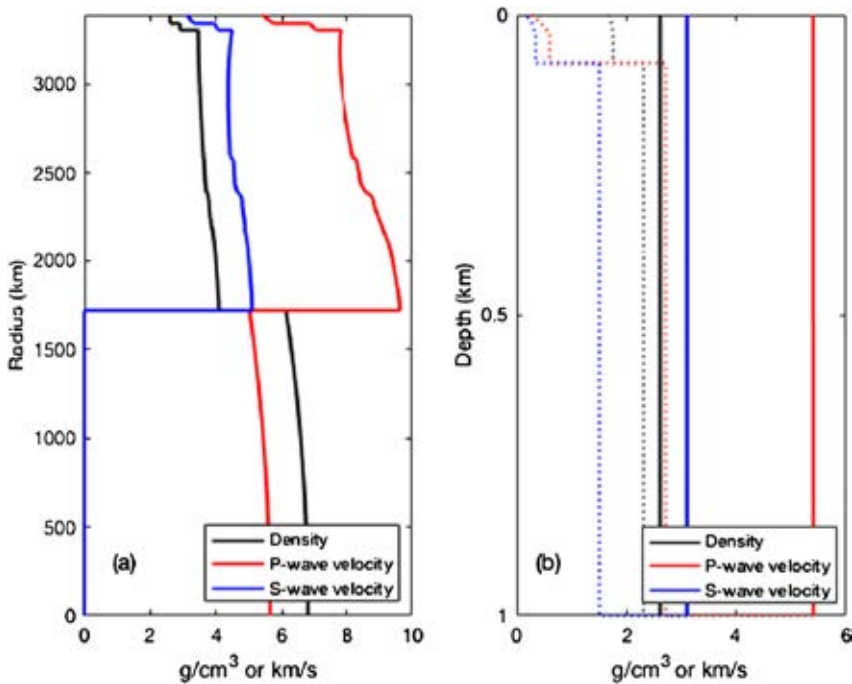 3000
2500
2000
1500
1000
500
0
Radius (km)
0
2
4
6
8
10
g/cm³ or km/s
(a)
Density
P-wave velocity
S-wave velocity
0
0.5
1
Depth (km)
0
2
4
6
g/cm³ or km/s
Density
P-wave velocity
S-wave velocity
(b)